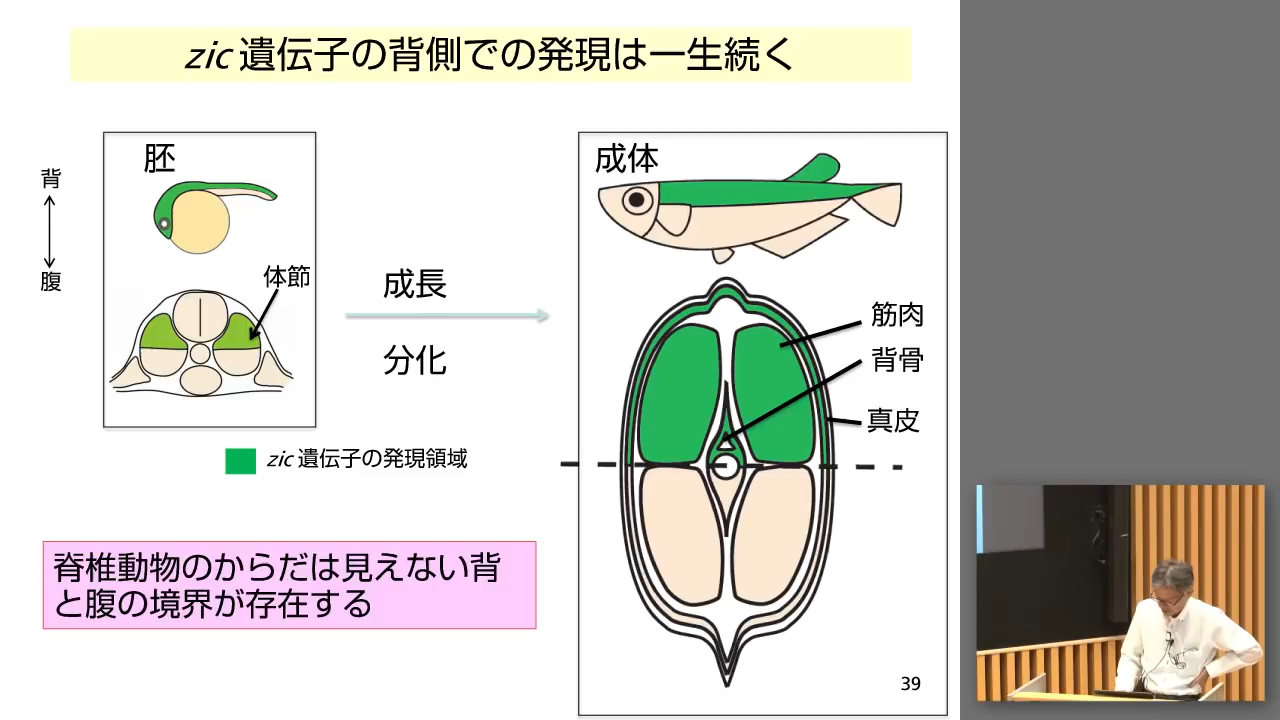 zic 遺伝子の背側での発現は一生続く
胚
背
腹
体節
成長
分化
zic 遺伝子の発現領域
脊椎動物のからだは見えない背
と腹の境界が存在する
成体
筋肉
背骨
真皮
39